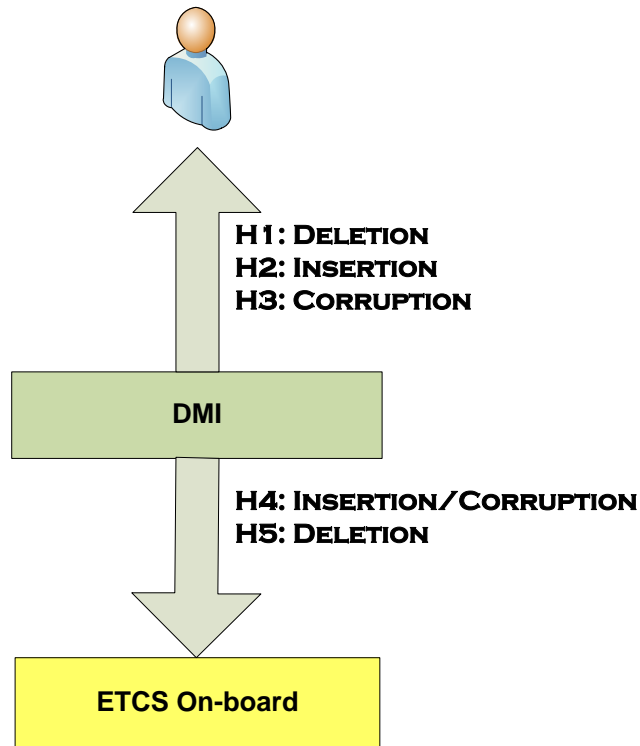 H1: DELETION
H2: INSERTION
H3: CORRUPTION
DMI
H4: INSERTION/CORRUPTION
H5: DELETION
ETCS On-board